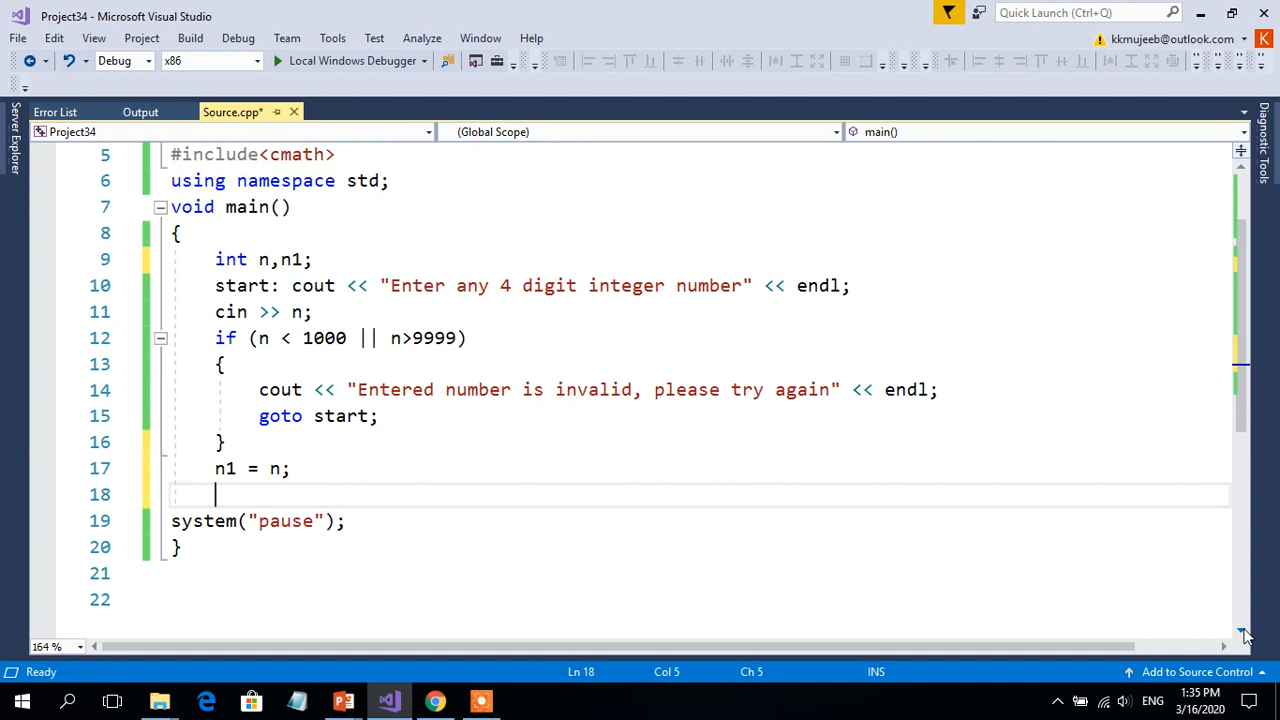 Project34 - Microsoft Visual Studio
Quick Launch (Ctrl+Q)
File Edit View Project Build Debug Team Tools Test Analyze Window Help
kkmujeeb@outlook.com K
Debug x86 Local Windows Debugger
Error List Output Source.cpp*
Project34 (Global Scope) main()
Server Explorer
Diagnostic Tools
5 #include<cmath>
6 using namespace std;
7 void main()
8 {
9 int n,n1;
10 start: cout << "Enter any 4 digit integer number" << endl;
11 cin >> n;
12 if (n < 1000 || n>9999)
13 {
14 cout << "Entered number is invalid, please try again" << endl;
15 goto start;
16 }
17 n1 = n;
18
19 system("pause");
20 }
21
22
164 %
Ready Ln 18 Col 5 Ch 5 INS Add to Source Control
ENG 1:35 PM
3/16/2020